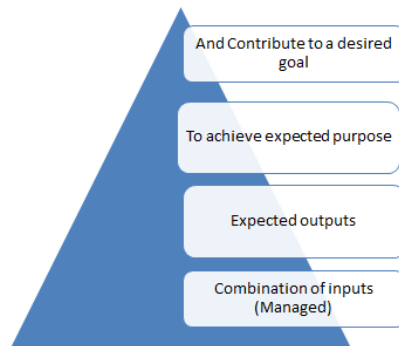 And Contribute to a desired
goal
To achieve expected purpose
Expected outputs
Combination of inputs
(Managed)